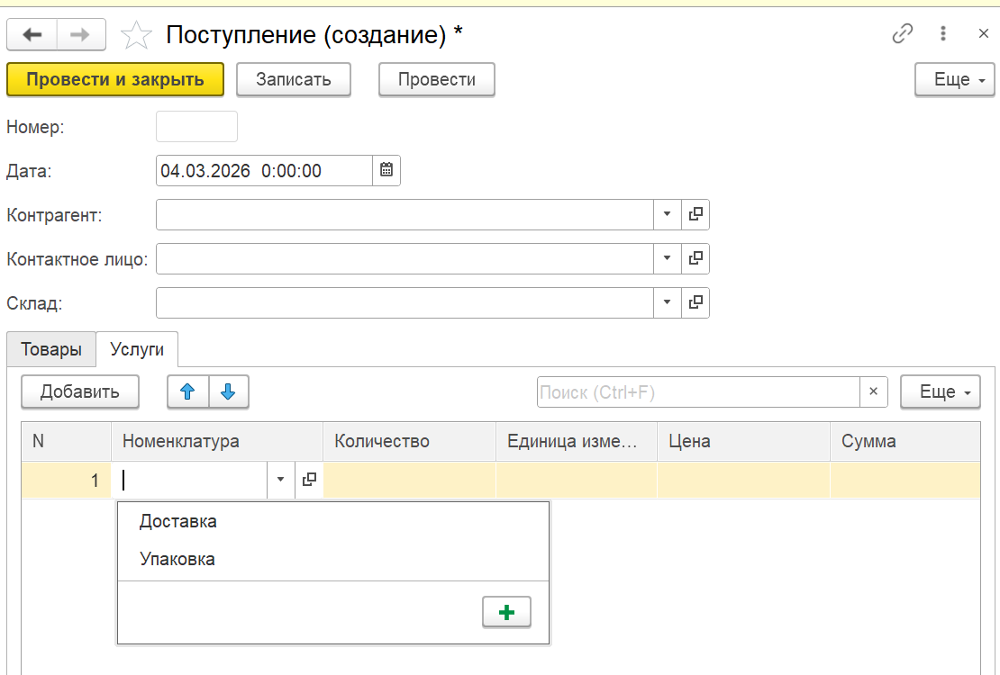 Поступление (создание) *
Провести и закрыть Записать Провести Еще
Номер:
Дата: 04.03.2026 0:00:00
Контрагент:
Контактное лицо:
Склад:
Товары Услуги
Добавить Поиск (Ctrl+F) × Еще
N Номенклатура Количество Единица изме... Цена Сумма
1
Доставка
Упаковка